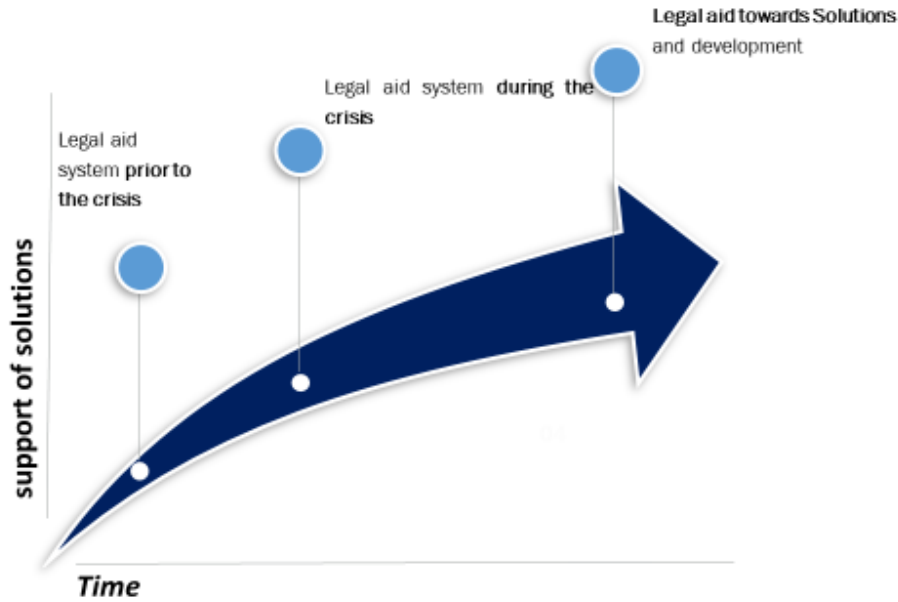 Legal aid towards Solutions
and development
Legal aid system during the
crisis
Legal aid
system prior to
the crisis
support of solutions
Time